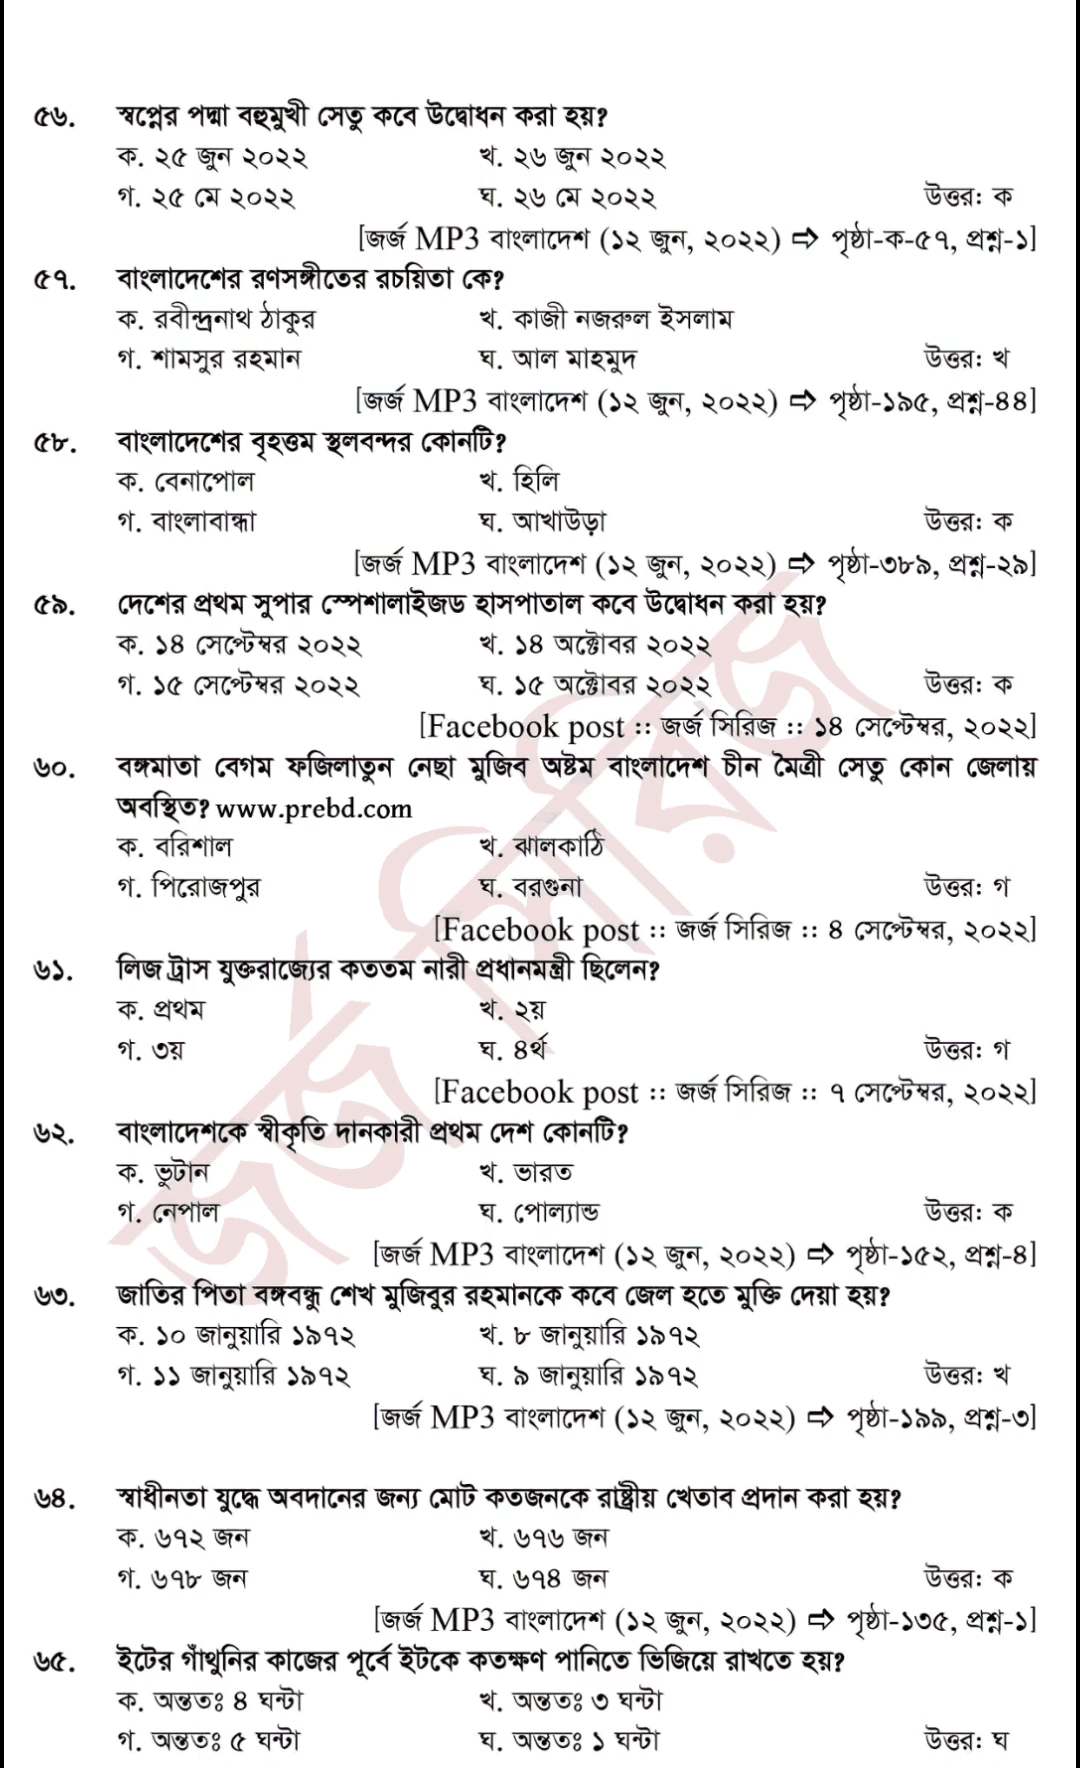 ৫৬. স্বপ্নের পদ্মা বহুমুখী সেতু কবে উদ্বোধন করা হয়?
ক. ২৫ জুন ২০২২ খ. ২৬ জুন ২০২২
গ. ২৫ মে ২০২২ ঘ. ২৬ মে ২০২২ উত্তর: ক
[জর্জ MP3 বাংলাদেশ (১২ জুন, ২০২২) ⇨ পৃষ্ঠা-ক-৫৭, প্রশ্ন-১]
৫৭. বাংলাদেশের রণসঙ্গীতের রচয়িতা কে?
ক. রবীন্দ্রনাথ ঠাকুর খ. কাজী নজরুল ইসলাম
গ. শামসুর রহমান ঘ. আল মাহমুদ উত্তর: খ
[জর্জ MP3 বাংলাদেশ (১২ জুন, ২০২২) ⇨ পৃষ্ঠা-১৯৫, প্রশ্ন-৪৪]
৫৮. বাংলাদেশের বৃহত্তম স্থলবন্দর কোনটি?
ক. বেনাপোল খ. হিলি
গ. বাংলাবান্ধা ঘ. আখাউড়া উত্তর: ক
[জর্জ MP3 বাংলাদেশ (১২ জুন, ২০২২) ⇨ পৃষ্ঠা-৩৮৯, প্রশ্ন-২৯]
৫৯. দেশের প্রথম সুপার স্পেশালাইজড হাসপাতাল কবে উদ্বোধন করা হয়?
ক. ১৪ সেপ্টেম্বর ২০২২ খ. ১৪ অক্টোবর ২০২২
গ. ১৫ সেপ্টেম্বর ২০২২ ঘ. ১৫ অক্টোবর ২০২২ উত্তর: ক
[Facebook post :: জর্জ সিরিজ :: ১৪ সেপ্টেম্বর, ২০২২]
৬০. বঙ্গমাতা বেগম ফজিলাতুন নেছা মুজিব অষ্টম বাংলাদেশ চীন মৈত্রী সেতু কোন জেলায়
অবস্থিত? www.prebd.com
ক. বরিশাল খ. ঝালকাঠি
গ. পিরোজপুর ঘ. বরগুনা উত্তর: গ
[Facebook post :: জর্জ সিরিজ :: ৪ সেপ্টেম্বর, ২০২২]
৬১. লিজ ট্রাস যুক্তরাজ্যের কততম নারী প্রধানমন্ত্রী ছিলেন?
ক. প্রথম খ. ২য়
গ. ৩য় ঘ. ৪র্থ উত্তর: গ
[Facebook post :: জর্জ সিরিজ :: ৭ সেপ্টেম্বর, ২০২২]
৬২. বাংলাদেশকে স্বীকৃতি দানকারী প্রথম দেশ কোনটি?
ক. ভুটান খ. ভারত
গ. নেপাল ঘ. পোল্যান্ড উত্তর: ক
[জর্জ MP3 বাংলাদেশ (১২ জুন, ২০২২) ⇨ পৃষ্ঠা-১৫২, প্রশ্ন-৪]
৬৩. জাতির পিতা বঙ্গবন্ধু শেখ মুজিবুর রহমানকে কবে জেল হতে মুক্তি দেয়া হয়?
ক. ১০ জানুয়ারি ১৯৭২ খ. ৮ জানুয়ারি ১৯৭২
গ. ১১ জানুয়ারি ১৯৭২ ঘ. ৯ জানুয়ারি ১৯৭২ উত্তর: খ
[জর্জ MP3 বাংলাদেশ (১২ জুন, ২০২২) ⇨ পৃষ্ঠা-১৯৯, প্রশ্ন-৩]
৬৪. স্বাধীনতা যুদ্ধে অবদানের জন্য মোট কতজনকে রাষ্ট্রীয় খেতাব প্রদান করা হয়?
ক. ৬৭২ জন খ. ৬৭৬ জন
গ. ৬৭৮ জন ঘ. ৬৭৪ জন উত্তর: ক
[জর্জ MP3 বাংলাদেশ (১২ জুন, ২০২২) ⇨ পৃষ্ঠা-১৩৫, প্রশ্ন-১]
৬৫. ইটের গাঁথুনির কাজের পূর্বে ইটকে কতক্ষণ পানিতে ভিজিয়ে রাখতে হয়?
ক. অন্ততঃ ৪ ঘন্টা খ. অন্ততঃ ৩ ঘন্টা
গ. অন্ততঃ ৫ ঘন্টা ঘ. অন্ততঃ ১ ঘন্টা উত্তর: ঘ
জর্জ সিরিজ